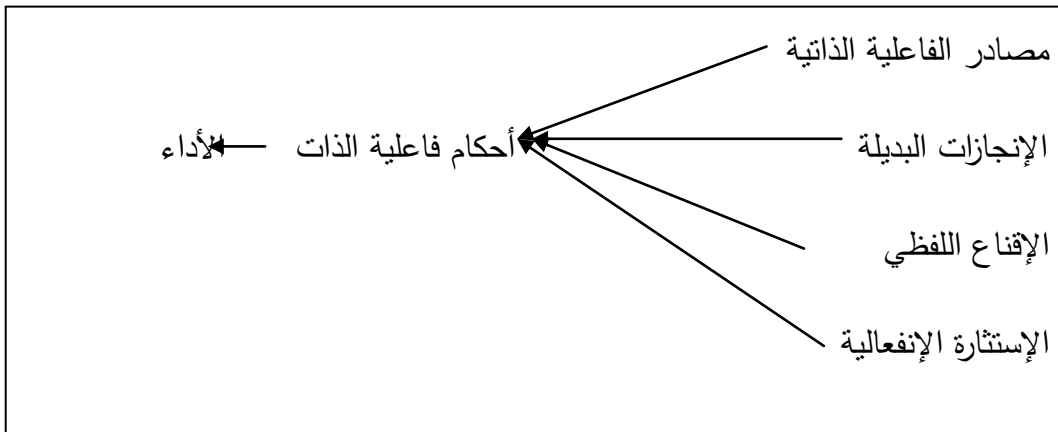 مصادر الفاعلية الذاتية
الإنجازات البديلة أحكام فاعلية الذات الأداء
الإقناع اللفظي
الإستثارة الإنفعالية